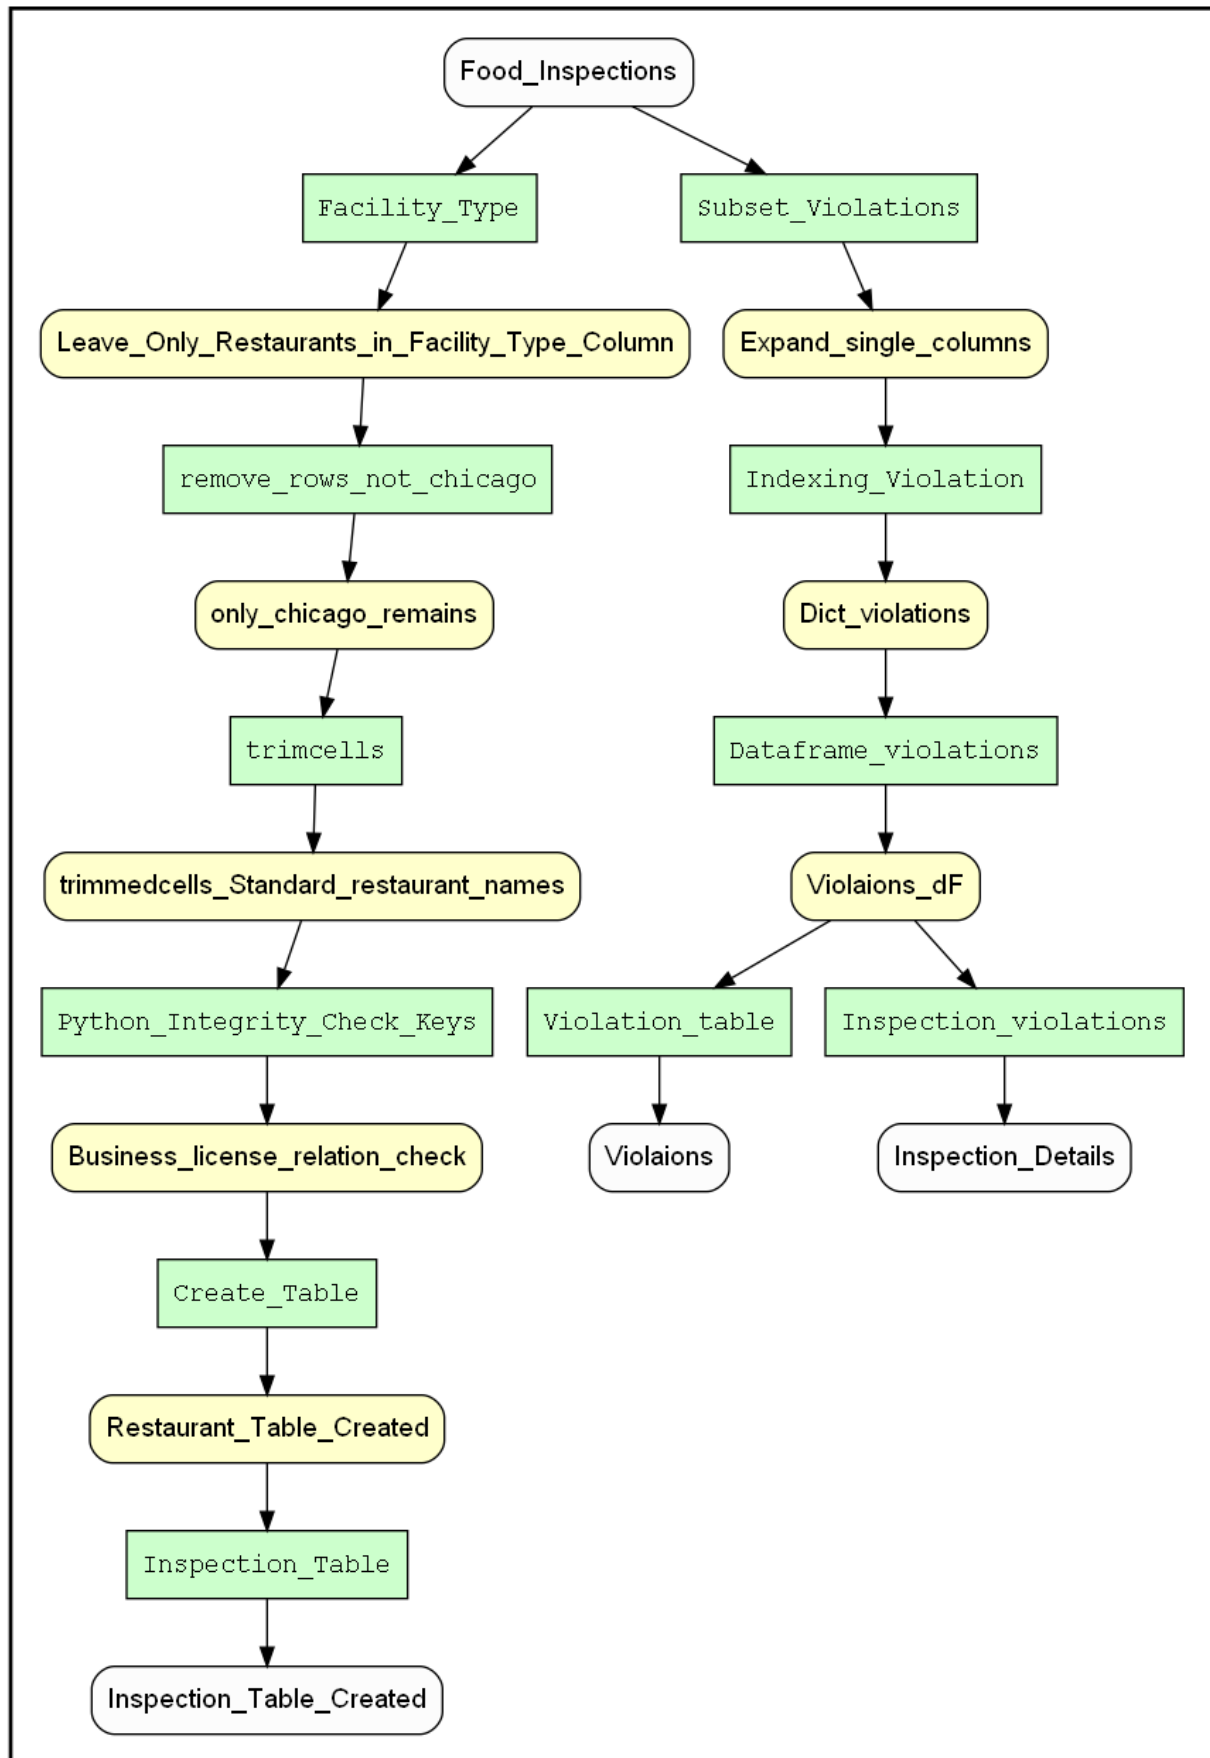 Food_Inspections
Facility_Type
Subset_Violations
Leave_Only_Restaurants_in_Facility_Type_Column
Expand_single_columns
remove_rows_not_chicago
Indexing_Violation
only_chicago_remains
Dict_violations
trimcells
Dataframe_violations
trimmedcells_Standard_restaurant_names
Violaions_dF
Python_Integrity_Check_Keys
Violation_table
Inspection_violations
Business_license_relation_check
Violaions
Inspection_Details
Create_Table
Restaurant_Table_Created
Inspection_Table
Inspection_Table_Created